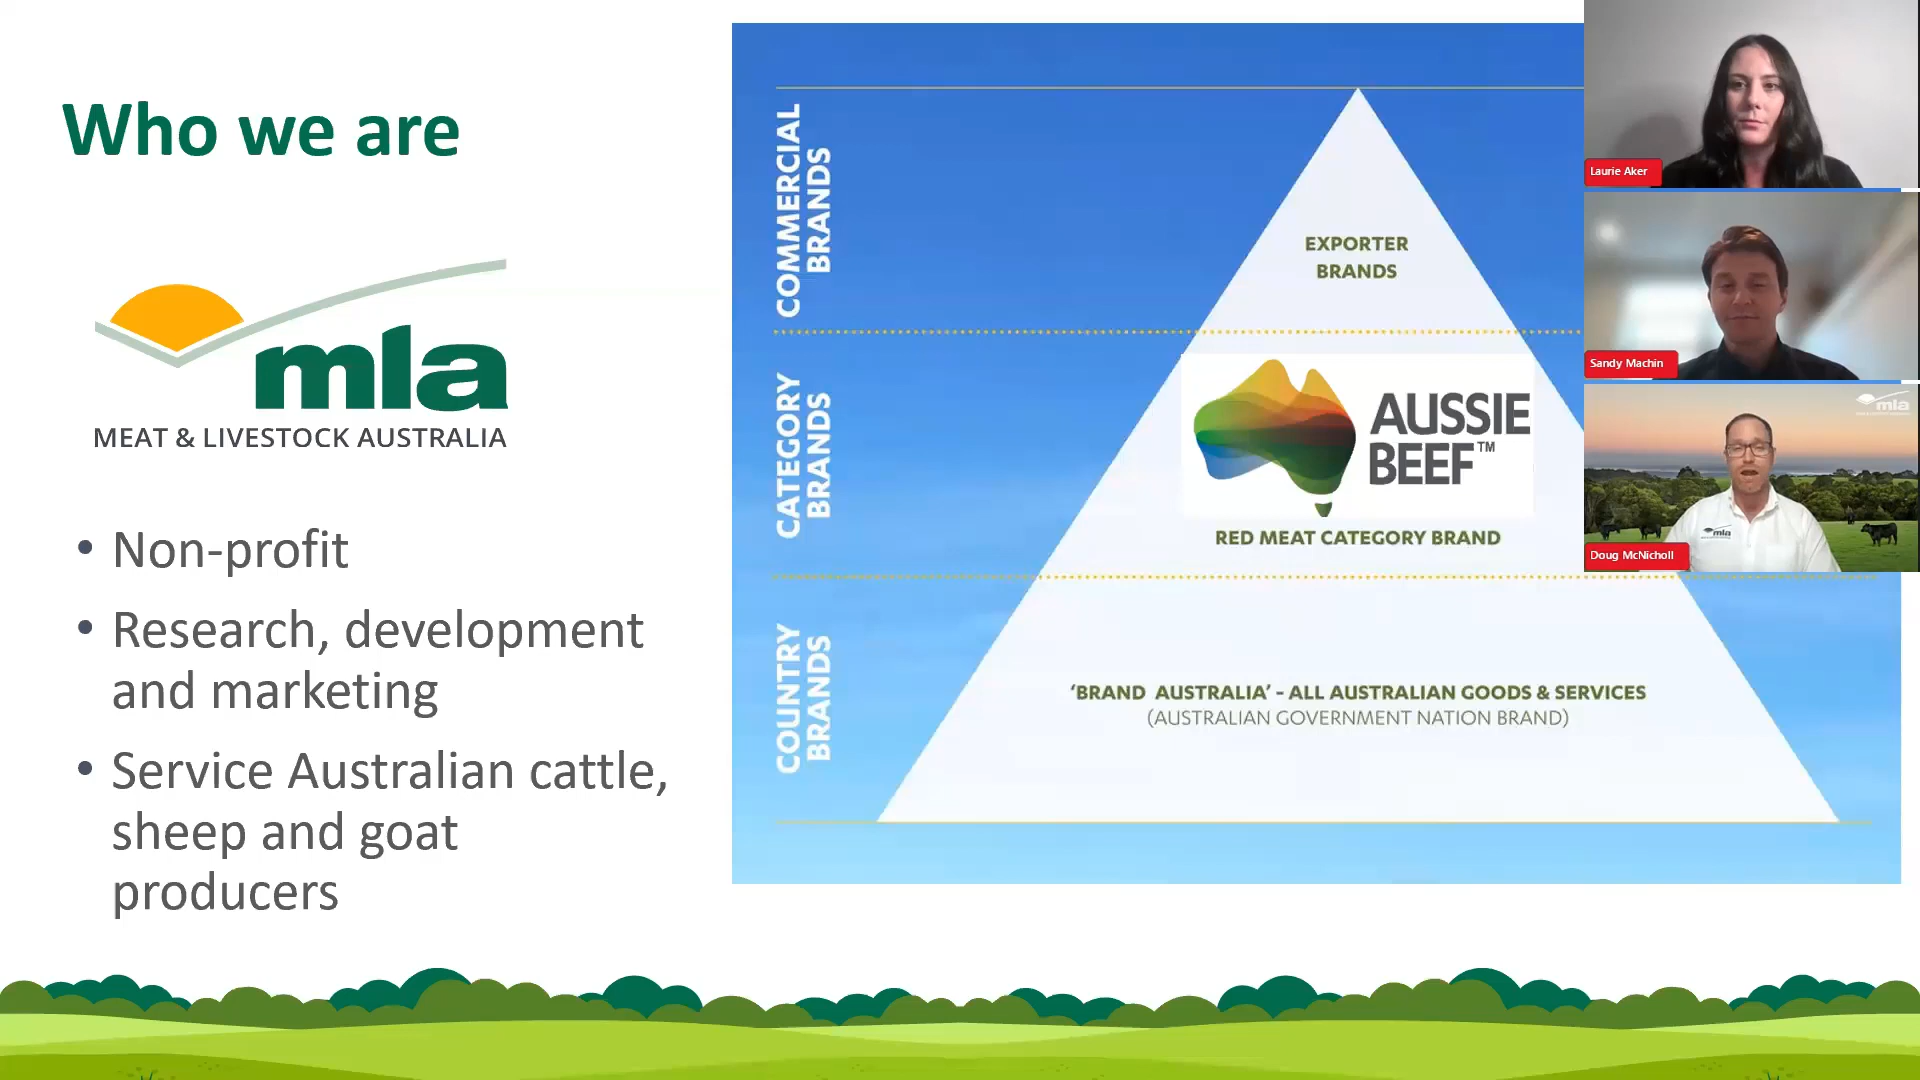 Who we are
mla
MEAT & LIVESTOCK AUSTRALIA
• Non-profit
• Research, development
and marketing
• Service Australian cattle,
sheep and goat
producers
COMMERCIAL
BRANDS
EXPORTER
BRANDS
CATEGORY
BRANDS
AUSSIE
BEEF™
RED MEAT CATEGORY BRAND
COUNTRY
BRANDS
‘BRAND AUSTRALIA’ - ALL AUSTRALIAN GOODS & SERVICES
(AUSTRALIAN GOVERNMENT NATION BRAND)
Laurie Aker
Sandy Machin
mla
mla
Doug McNicholl